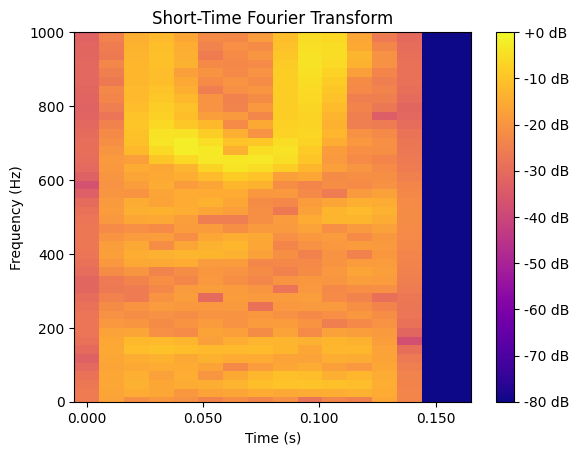 Short-Time Fourier Transform
Frequency (Hz)
1000
800
600
400
200
0
0.000
0.050
0.100
0.150
Time (s)
+0 dB
-10 dB
-20 dB
-30 dB
-40 dB
-50 dB
-60 dB
-70 dB
-80 dB